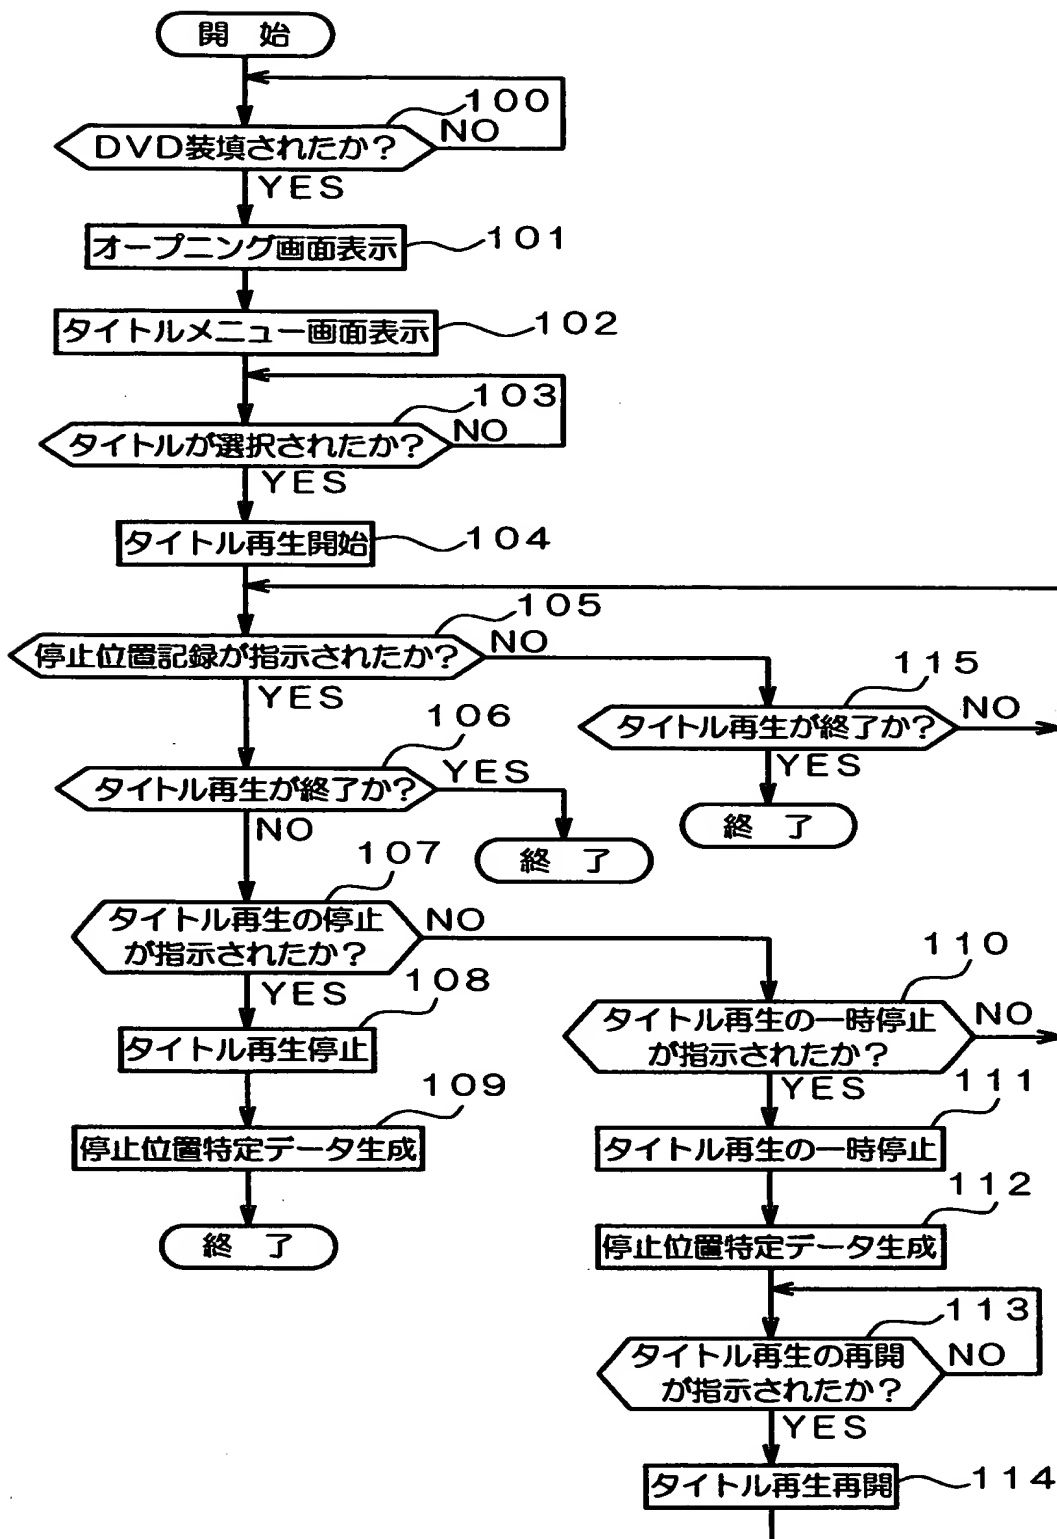 開 始
100
DVD装填されたか?
NO
YES
オープニング画面表示
101
タイトルメニュー画面表示
102
103
タイトルが選択されたか?
NO
YES
タイトル再生開始
104
105
停止位置記録が指示されたか?
NO
YES
115
タイトル再生が終了か?
NO
YES
終 了
106
タイトル再生が終了か?
YES
NO
終 了
107
タイトル再生の停止
が指示されたか?
NO
YES
108
タイトル再生停止
109
停止位置特定データ生成
終 了
110
タイトル再生の一時停止
が指示されたか?
NO
YES
111
タイトル再生の一時停止
112
停止位置特定データ生成
113
タイトル再生の再開
が指示されたか?
NO
YES
タイトル再生再開
114